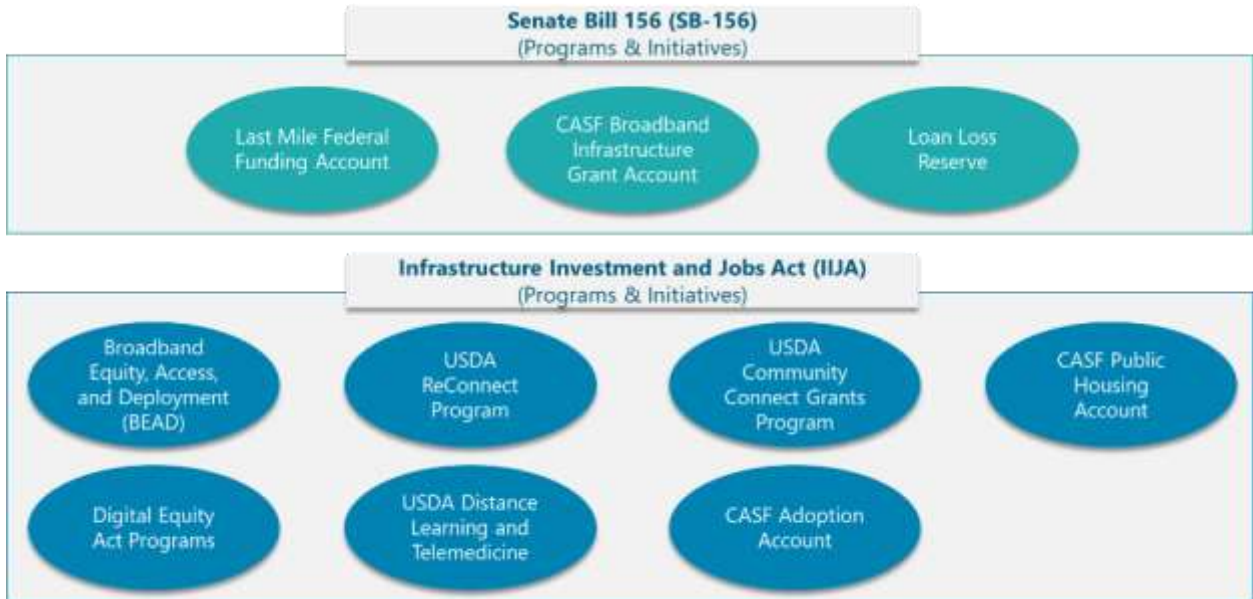 Senate Bill 156 (SB-156)
(Programs & Initiatives)
Last Mile Federal
Funding Account
CASF Broadband
Infrastructure
Grant Account
Loan Loss
Reserve
Infrastructure Investment and Jobs Act (IIJA)
(Programs & Initiatives)
Broadband
Equity, Access,
and Deployment
(BEAD)
USDA
ReConnect
Program
USDA
Community
Connect Grants
Program
CASF Public
Housing
Account
Digital Equity
Act Programs
USDA Distance
Learning and
Telemedicine
CASF Adoption
Account